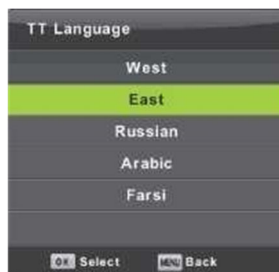 TT Language
West
East
Russian
Arabic
Farsi
OK Select MENU Back